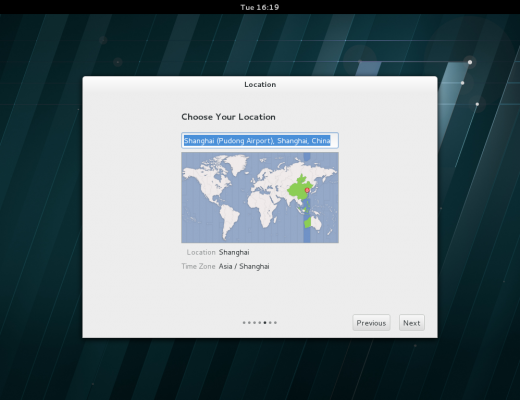 Tue 16:19
Location
Choose Your Location
Shanghai (Pudong Airport), Shanghai, China
Location Shanghai
Time Zone Asia / Shanghai
Previous Next